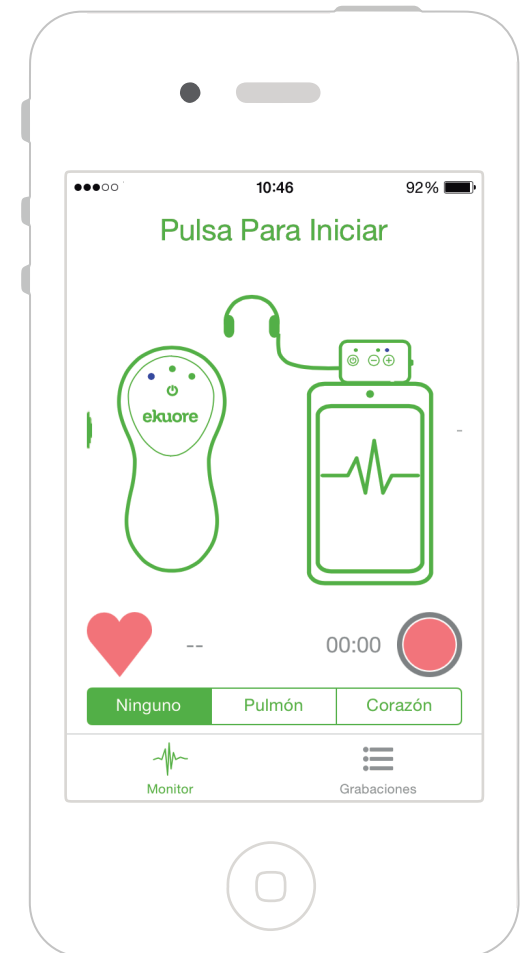 10:46
92%
Pulsa Para Iniciar
ekuore
--
00:00
Ninguno
Pulmón
Corazón
Monitor
Grabaciones